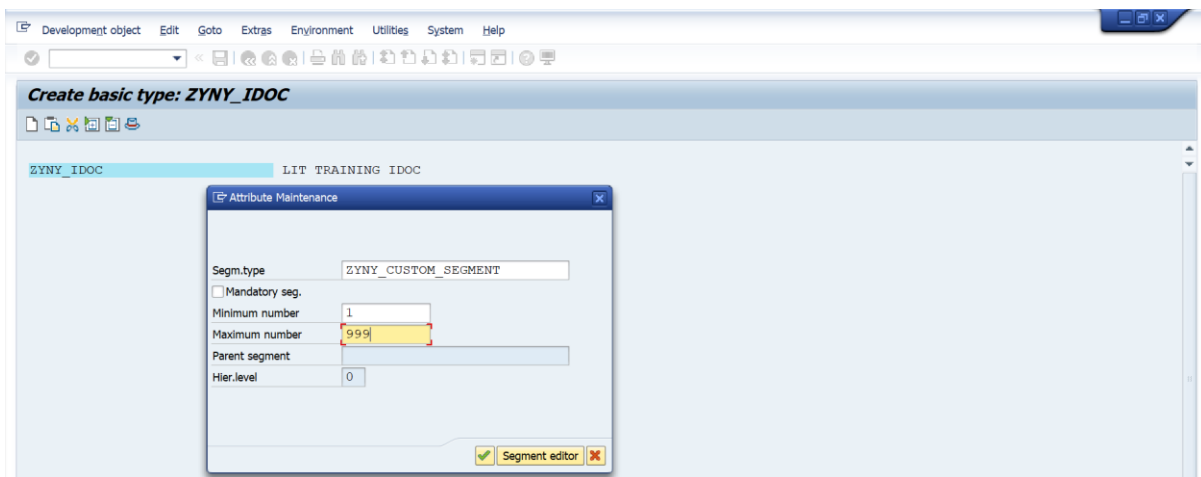 Development object Edit Goto Extras Environment Utilities System Help
Create basic type: ZYNY_IDOC
ZYNY_IDOC LIT TRAINING IDOC
Attribute Maintenance
Segm.type ZYNY_CUSTOM_SEGMENT
Mandatory seg.
Minimum number 1
Maximum number 999
Parent segment
Hier.level 0
Segment editor